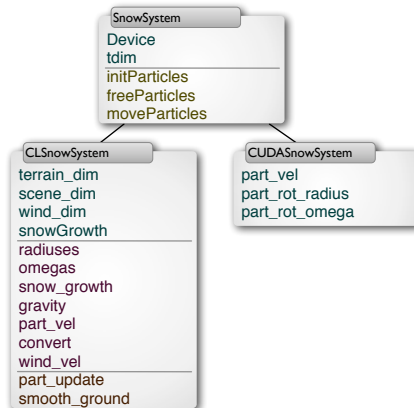 SnowSystem
Device
tdim
initParticles
freeParticles
moveParticles
CLSnowSystem
terrain_dim
scene_dim
wind_dim
snowGrowth
radiuses
omegas
snow_growth
gravity
part_vel
convert
wind_vel
part_update
smooth_ground
CUDASnowSystem
part_vel
part_rot_radius
part_rot_omega